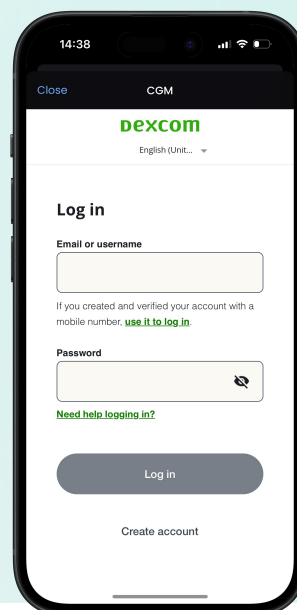 14:38
Close CGM
Dexcom
English (Unit...
Log in
Email or username
If you created and verified your account with a
mobile number, use it to log in.
Password
Need help logging in?
Log in
Create account